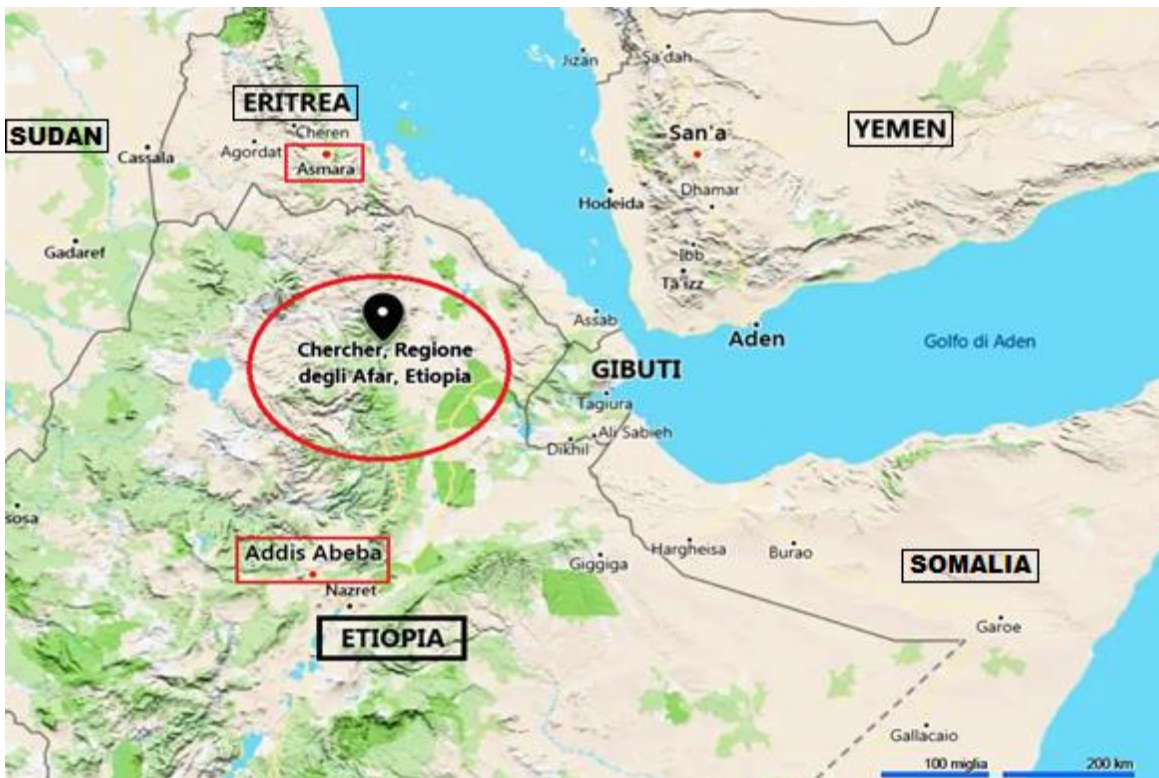 Jizan
Sa'dah
ERITREA
SUDAN
YEMEN
Cheren
San'a
Cassala
Agordat
Asmara
Dhamar
Hodeida
Gadaref
Ibb
Ta'izz
Assab
Aden
Golfo di Aden
Chercher, Regione
degli Afar, Etiopia
GIBUTI
Tagiura
Ali Sabieh
Dikhil
sosa
Addis Abeba
Hargheisa
Burao
Giggiga
SOMALIA
Nazret
Garoe
ETIOPIA
Gallacaio
100 miglia
200 km